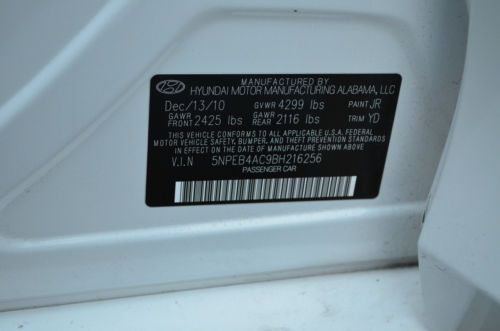 MANUFACTURED BY
HYUNDAI MOTOR MANUFACTURING ALABAMA, LLC
Dec/13/10 GVWR 4299 lbs PAINT JR
GAWR FRONT 2425 lbs GAWR REAR 2116 lbs TRIM YD
THIS VEHICLE CONFORMS TO ALL APPLICABLE FEDERAL
MOTOR VEHICLE SAFETY, BUMPER, AND THEFT PREVENTION
STANDARDS IN EFFECT ON THE DATE OF MANUFACTURE
SHOWN ABOVE.
V.I.N 5NPEB4AC9BH216256
PASSENGER CAR